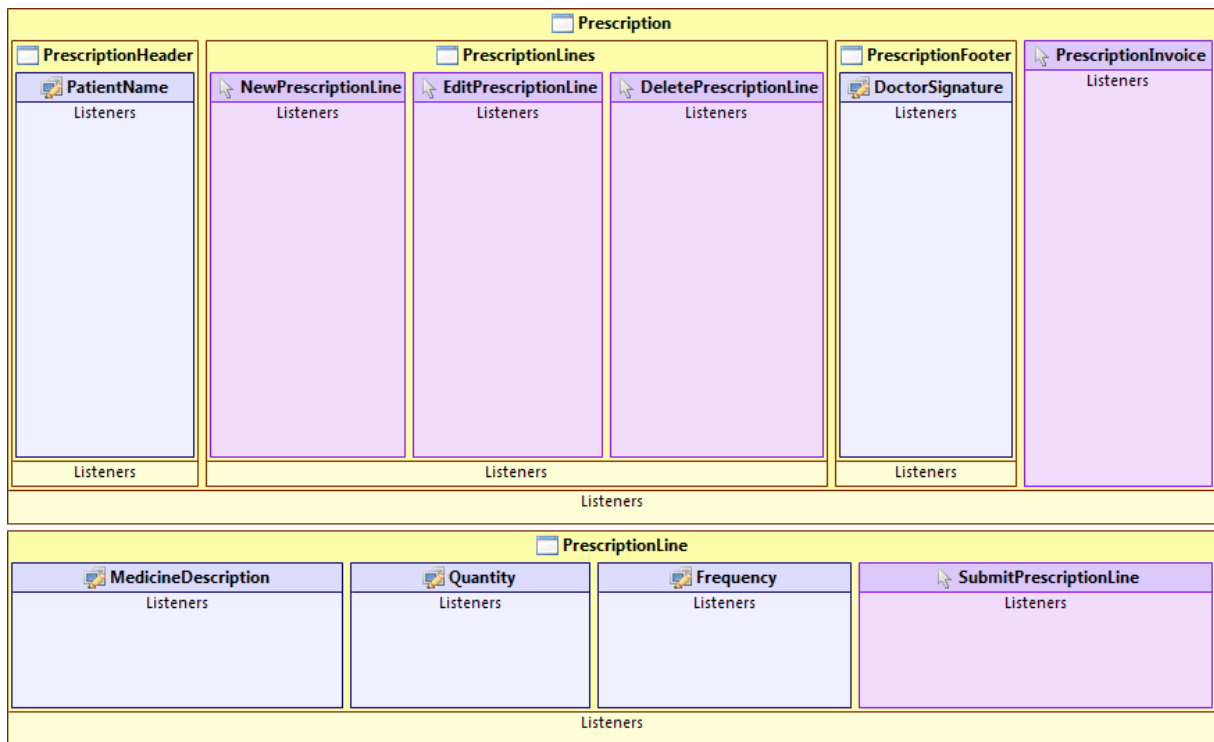 Prescription
PrescriptionHeader PrescriptionLines PrescriptionFooter PrescriptionInvoice
PatientName NewPrescriptionLine EditPrescriptionLine DeletePrescriptionLine DoctorSignature Listeners
Listeners Listeners Listeners Listeners Listeners
Listeners Listeners Listeners
Listeners
PrescriptionLine
MedicineDescription Quantity Frequency SubmitPrescriptionLine
Listeners Listeners Listeners Listeners
Listeners